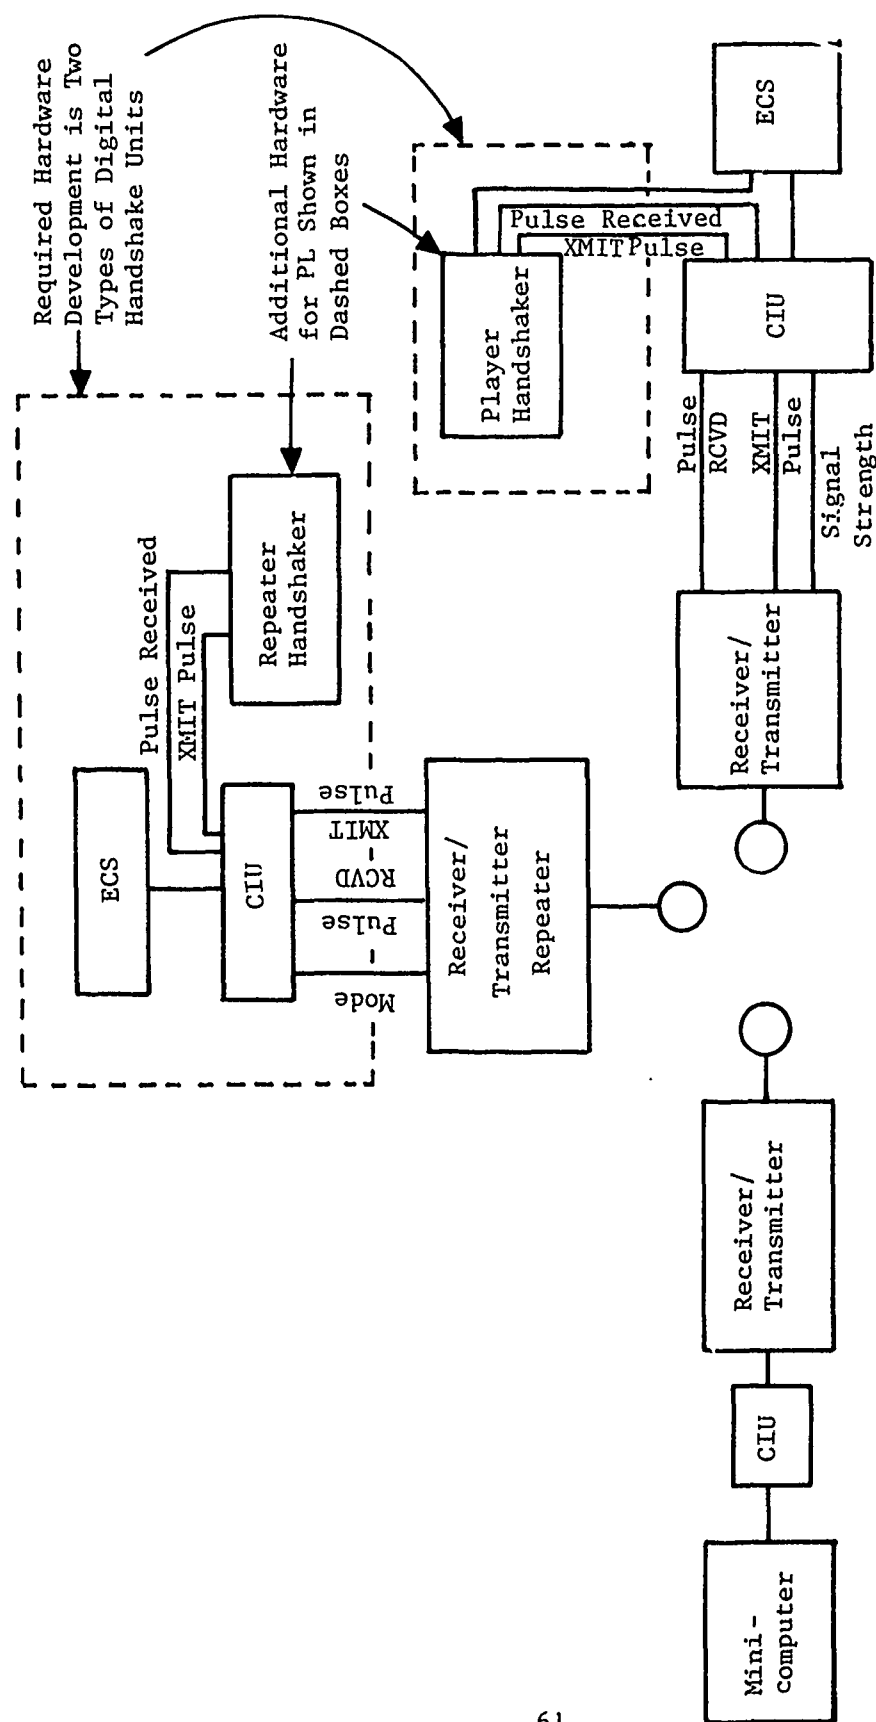 Required Hardware
Development is Two
Types of Digital
Handshake Units
Additional Hardware
for PL Shown in
Dashed Boxes
ECS
Pulse Received
XMIT Pulse
Repeater
Handshaker
CIU
Mode
Pulse
RCVD
XMIT
Pulse
Receiver/
Transmitter
Repeater
Player
Handshaker
Pulse Received
XMIT Pulse
ECS
CIU
Pulse
RCVD
XMIT
Pulse
Signal
Strength
Receiver/
Transmitter
Receiver/
Transmitter
CIU
Mini-
computer
61